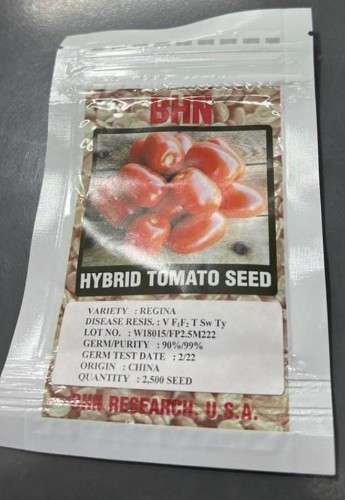 BHN
HYBRID TOMATO SEED
VARIETY : REGINA
DISEASE RESIS. : V F₁F₂ T Sw Ty
LOT NO. : W18015/FP2.5M222
GERM/PURITY : 90%/99%
GERM TEST DATE : 2/22
ORIGIN : CHINA
QUANTITY : 2,500 SEED
BHN RESEARCH, U.S.A.